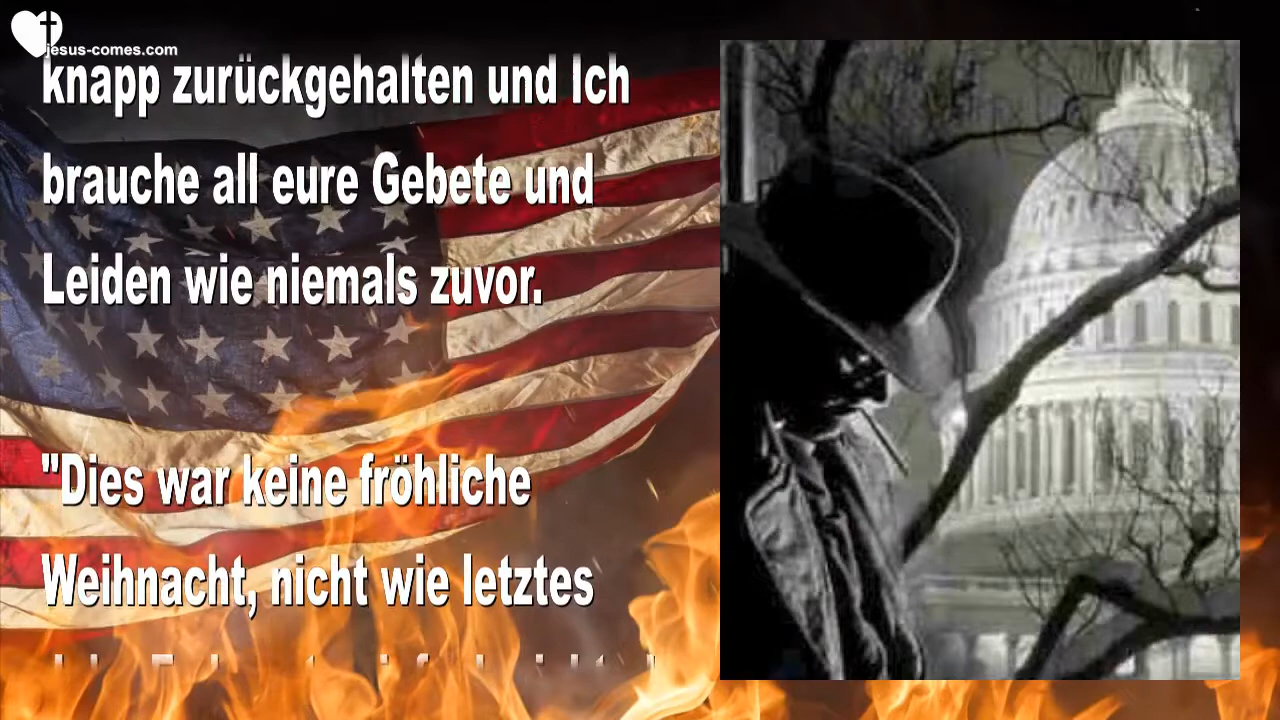 jesus-comes.com
knapp zurückgehalten und Ich
brauche all eure Gebete und
Leiden wie niemals zuvor.
"Dies war keine fröhliche
Weihnacht, nicht wie letztes